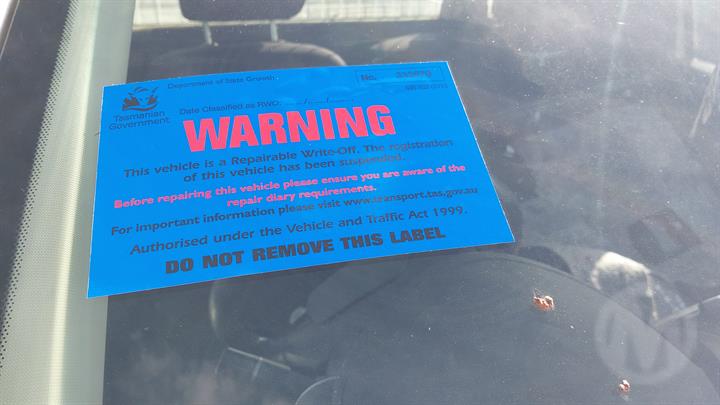 Department of State Growth
No.
Tasmanian
Government
Date Classified as RWO:
WARNING
This vehicle is a Repairable Write-Off. The registration
of this vehicle has been suspended.
Before repairing this vehicle please ensure you are aware of the
repair diary requirements.
For important information please visit www.transport.tas.gov.au
Authorised under the Vehicle and Traffic Act 1999.
DO NOT REMOVE THIS LABEL
M